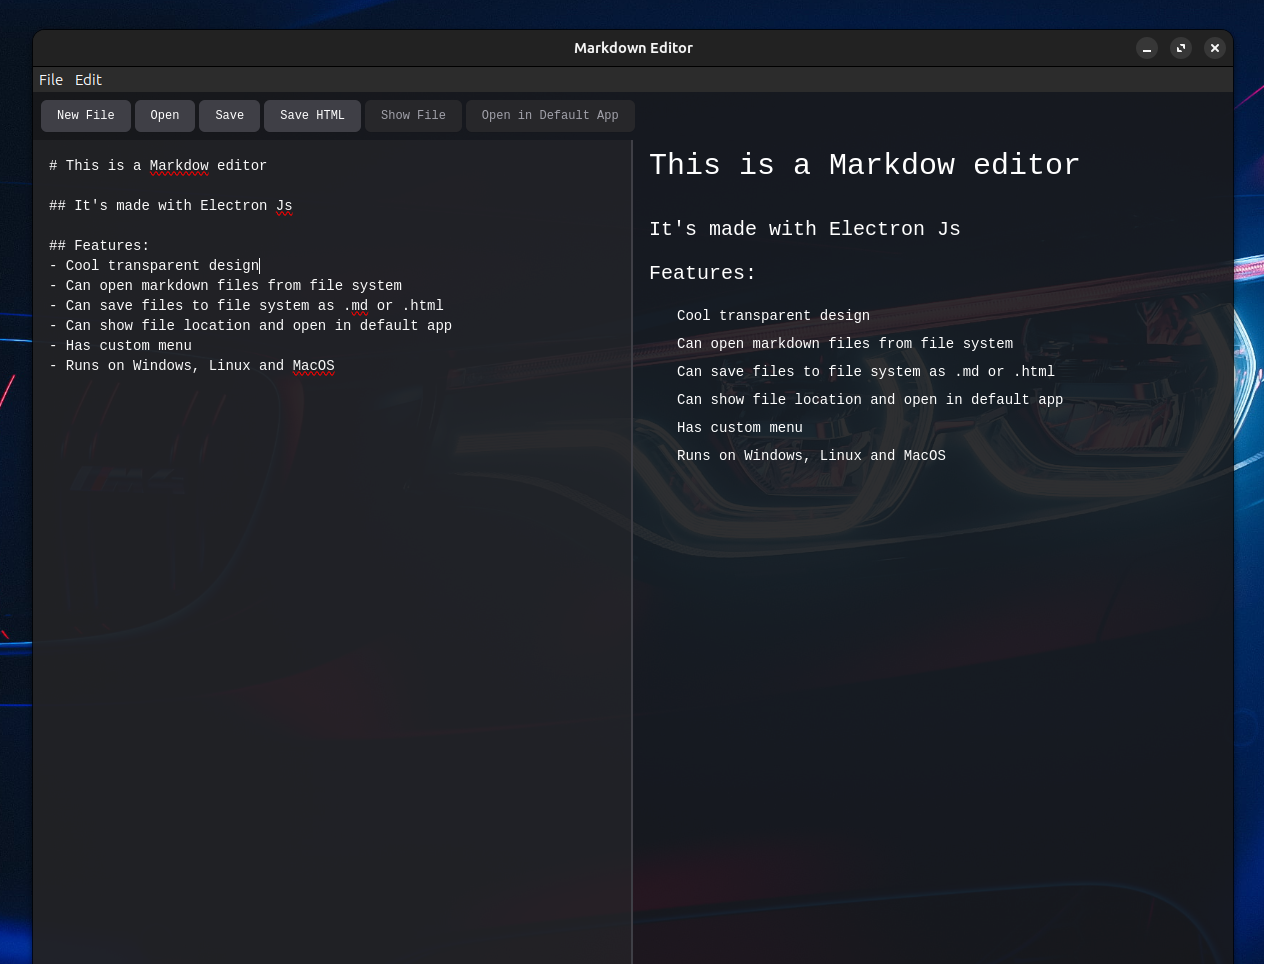 Markdown Editor
File Edit
New File Open Save Save HTML Show File Open in Default App
# This is a Markdow editor
## It's made with Electron Js
## Features:
- Cool transparent design
- Can open markdown files from file system
- Can save files to file system as .md or .html
- Can show file location and open in default app
- Has custom menu
- Runs on Windows, Linux and MacOS
This is a Markdow editor
It's made with Electron Js
Features:
Cool transparent design
Can open markdown files from file system
Can save files to file system as .md or .html
Can show file location and open in default app
Has custom menu
Runs on Windows, Linux and MacOS